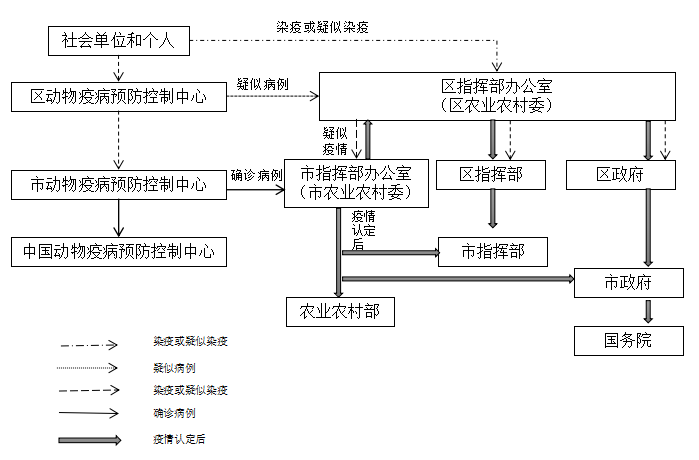 染疫或疑似染疫
社会单位和个人
区动物疫病预防控制中心
疑似病例
区指挥部办公室
（区农业农村委）
疑似
疫情
市动物疫病预防控制中心
确诊病例
市指挥部办公室
（市农业农村委）
区指挥部
区政府
疫情
认定
后
中国动物疫病预防控制中心
市指挥部
市政府
农业农村部
国务院
染疫或疑似染疫
疑似病例
染疫或疑似染疫
确诊病例
疫情认定后